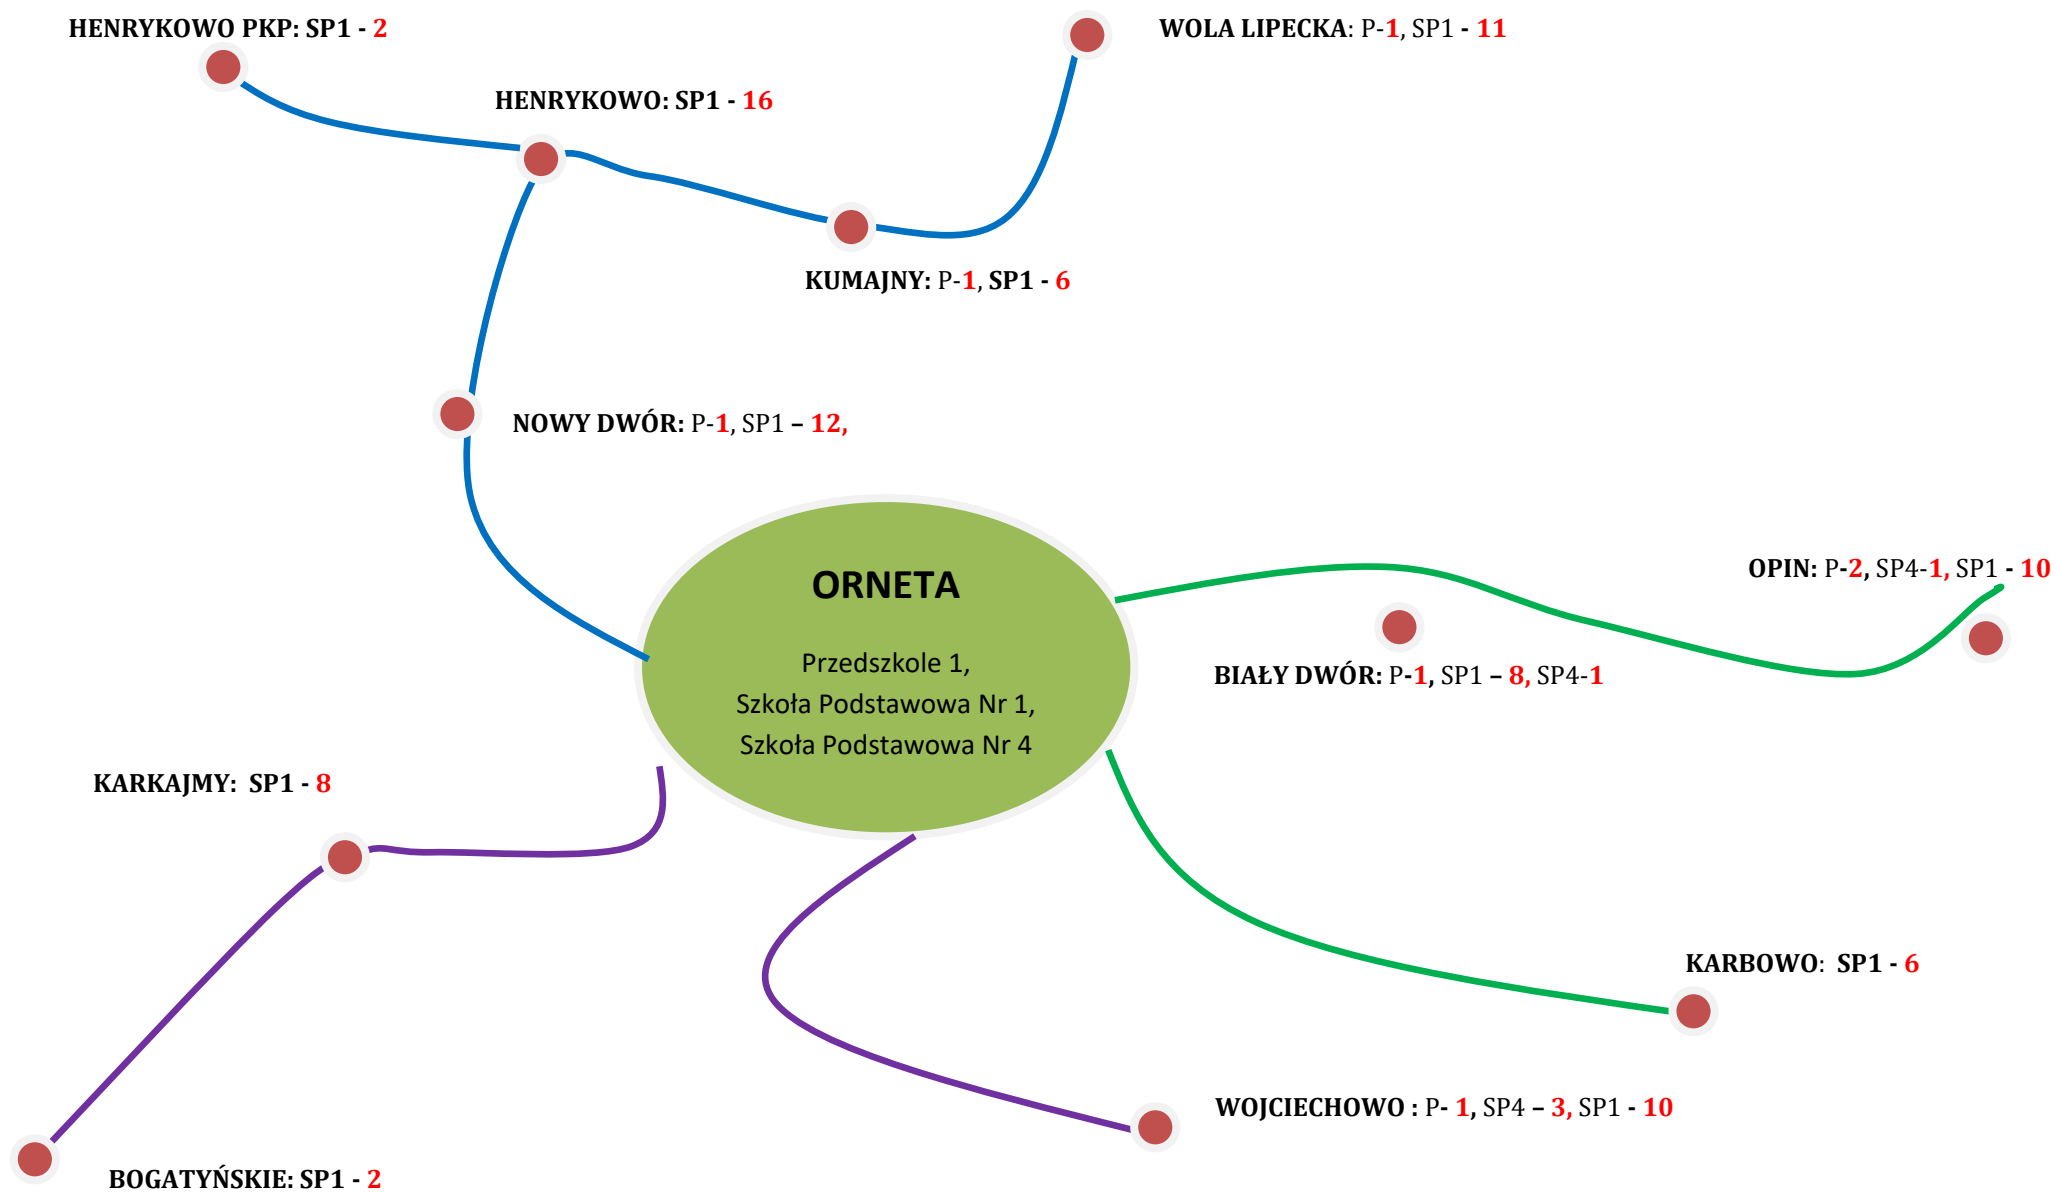 HENRYKOWO PKP: SP1 - 2
WOLA LIPECKA: P-1, SP1 - 11
HENRYKOWO: SP1 - 16
KUMAJNY: P-1, SP1 - 6
NOWY DWÓR: P-1, SP1 – 12,
ORNETA
Przedszkole 1,
Szkoła Podstawowa Nr 1,
Szkoła Podstawowa Nr 4
OPIN: P-2, SP4-1, SP1 - 10
BIAŁY DWÓR: P-1, SP1 – 8, SP4-1
KARKAJMY:  SP1 - 8
KARBOWO:  SP1 - 6
WOJCIECHOWO : P- 1, SP4 – 3, SP1 - 10
BOGATYŃSKIE: SP1 - 2